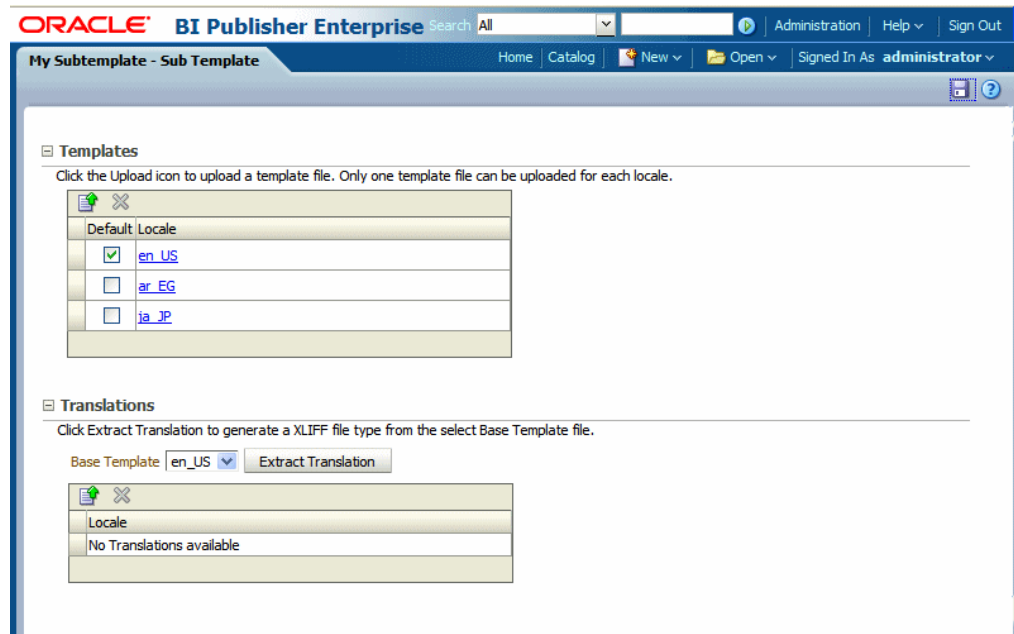 ORACLE BI Publisher Enterprise Search All Administration Help Sign Out
My Subtemplate - Sub Template Home Catalog New Open Signed In As administrator
Templates
Click the Upload icon to upload a template file. Only one template file can be uploaded for each locale.
Default Locale
en_US
ar_EG
ja_JP
Translations
Click Extract Translation to generate a XLIFF file type from the select Base Template file.
Base Template en_US Extract Translation
Locale
No Translations available